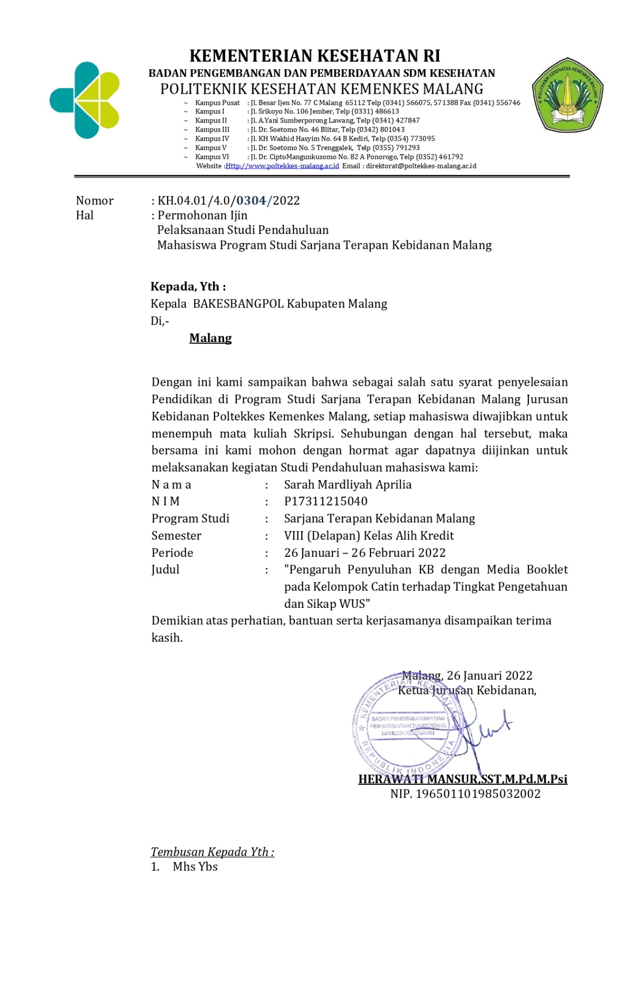 KEMENTERIAN KESEHATAN RI
BADAN PENGEMBANGAN DAN PEMBERDAYAAN SDM KESEHATAN
POLITEKNIK KESEHATAN KEMENKES MALANG
~ Kampus Pusat : Jl. Besar Ijen No. 77 C Malang 65112 Telp (0341) 566075, 571388 Fax (0341) 556746
~ Kampus I : Jl. Srikoyo No. 106 Jember, Telp (0331) 486613
~ Kampus II : Jl. A.Yani Sumberporong Lawang, Telp (0341) 427847
~ Kampus III : Jl. Dr. Soetomo No. 46 Blitar, Telp (0342) 801043
~ Kampus IV : Jl. KH Wakhid Hasyim No. 64 B Kediri, Telp (0354) 773095
~ Kampus V : Jl. Dr. Soetomo No. 5 Trenggalek, Telp (0355) 791293
~ Kampus VI : Jl. Dr. CiptoMangunkusomo No. 82 A Ponorogo, Telp (0352) 461792
Website :Http://www.poltekkes-malang.ac.id Email : direktorat@poltekkes-malang.ac.id
POLITEKNIK KESEHATAN KEMENKES MALANG
Nomor : KH.04.01/4.0/0304/2022
Hal : Permohonan Ijin
Pelaksanaan Studi Pendahuluan
Mahasiswa Program Studi Sarjana Terapan Kebidanan Malang
Kepada, Yth :
Kepala BAKESBANGPOL Kabupaten Malang
Di,-
Malang
Dengan ini kami sampaikan bahwa sebagai salah satu syarat penyelesaian
Pendidikan di Program Studi Sarjana Terapan Kebidanan Malang Jurusan
Kebidanan Poltekkes Kemenkes Malang, setiap mahasiswa diwajibkan untuk
menempuh mata kuliah Skripsi. Sehubungan dengan hal tersebut, maka
bersama ini kami mohon dengan hormat agar dapatnya diijinkan untuk
melaksanakan kegiatan Studi Pendahuluan mahasiswa kami:
N a m a : Sarah Mardliyah Aprilia
N I M : P17311215040
Program Studi : Sarjana Terapan Kebidanan Malang
Semester : VIII (Delapan) Kelas Alih Kredit
Periode : 26 Januari – 26 Februari 2022
Judul : "Pengaruh Penyuluhan KB dengan Media Booklet
pada Kelompok Catin terhadap Tingkat Pengetahuan
dan Sikap WUS"
Demikian atas perhatian, bantuan serta kerjasamanya disampaikan terima
kasih.
Malang, 26 Januari 2022
Ketua Jurusan Kebidanan,
KEMENTERIAN KESEHATAN
BADAN PENGEMBANGAN DAN
PEMBERDAYAAN SUMBERDAYA
MANUSIA KESEHATAN
REPUBLIK INDONESIA
HERAWATI MANSUR,SST,M.Pd.M.Psi
NIP. 196501101985032002
Tembusan Kepada Yth :
1. Mhs Ybs